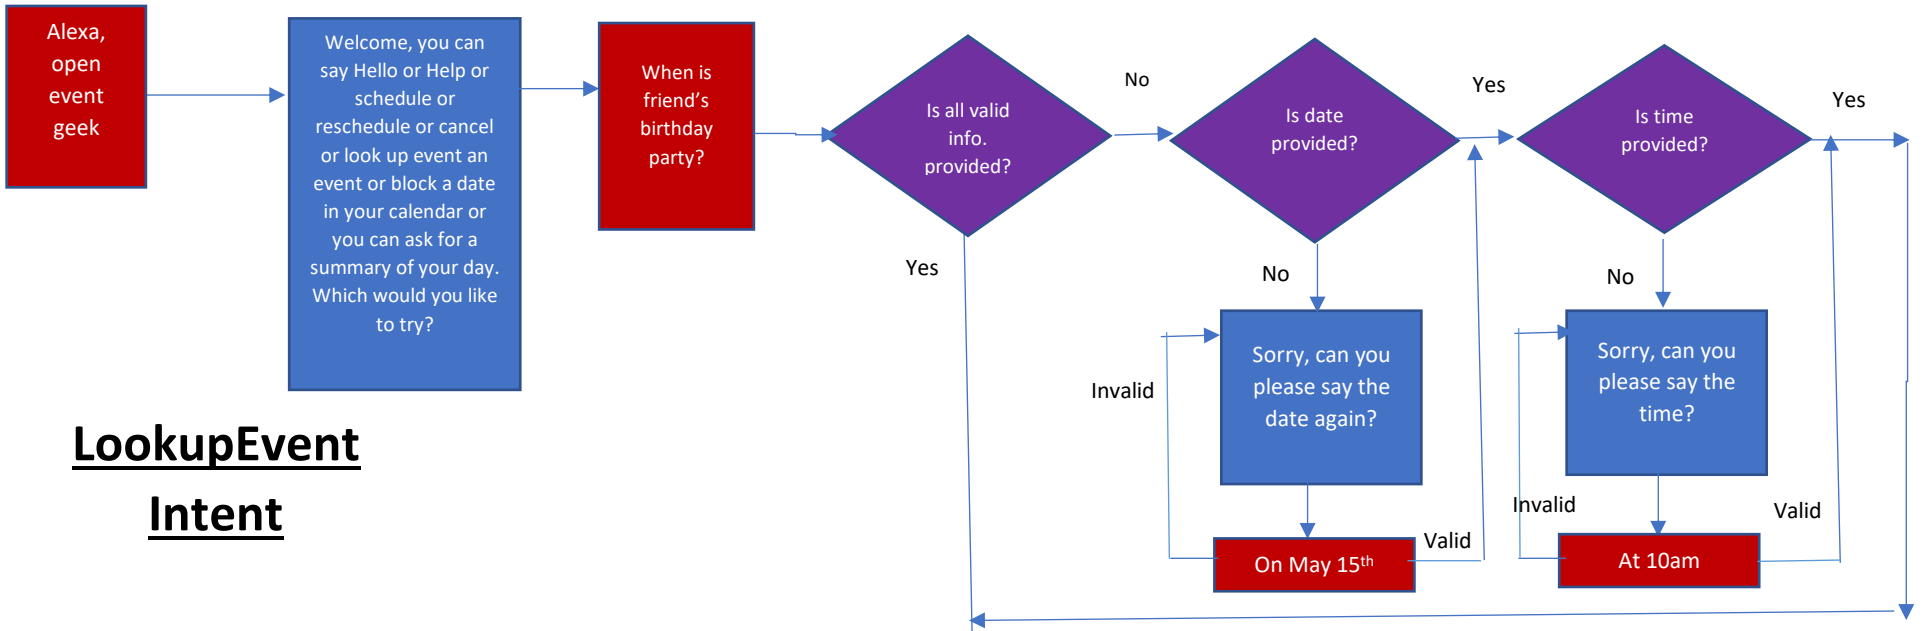 Alexa,
open
event
geek
Welcome, you can
say Hello or Help or
schedule or
reschedule or cancel
or look up event an
event or block a date
in your calendar or
you can ask for a
summary of your day.
Which would you like
to try?
When is
friend’s
birthday
party?
Is all valid
info.
provided?
No
Yes
Is date
provided?
Yes
No
Is time
provided?
Yes
No
Sorry, can you
please say the
date again?
Invalid
On May 15th
Valid
Sorry, can you
please say the
time?
Invalid
At 10am
Valid
LookupEvent
Intent